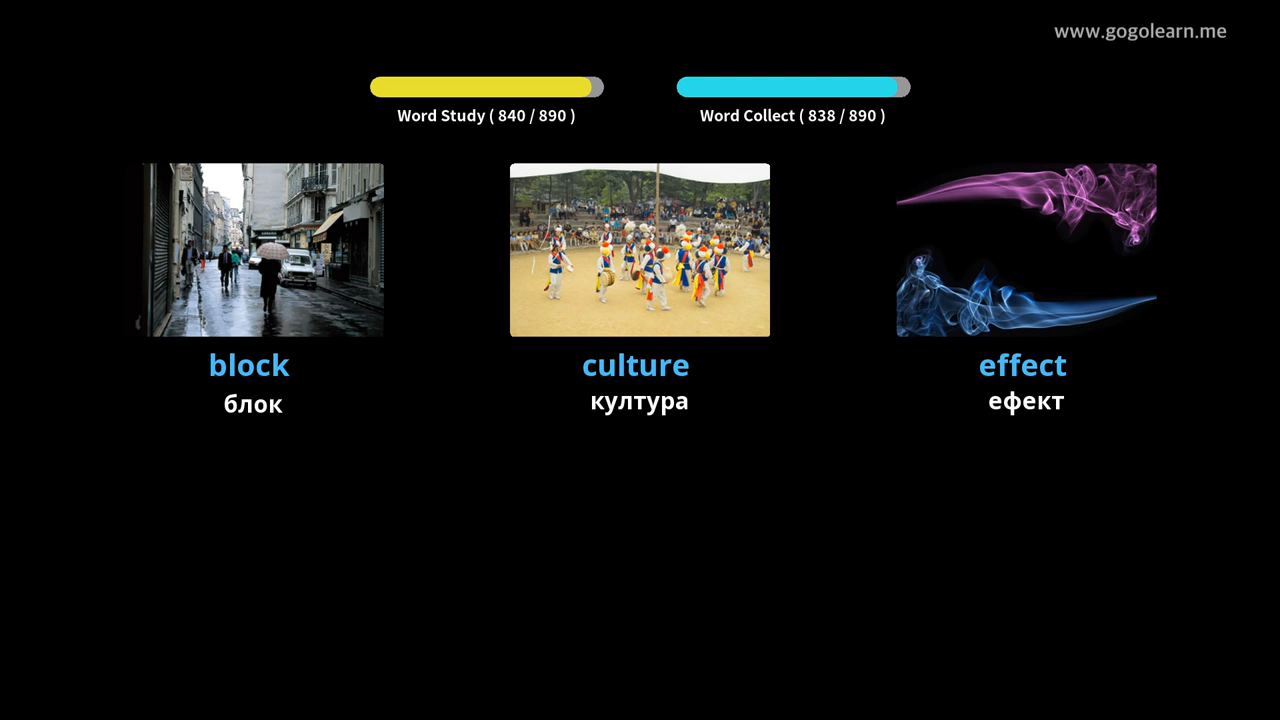 www.gogolearn.me
Word Study ( 840 / 890 )
Word Collect ( 838 / 890 )
block
culture
effect
блок
култура
ефект